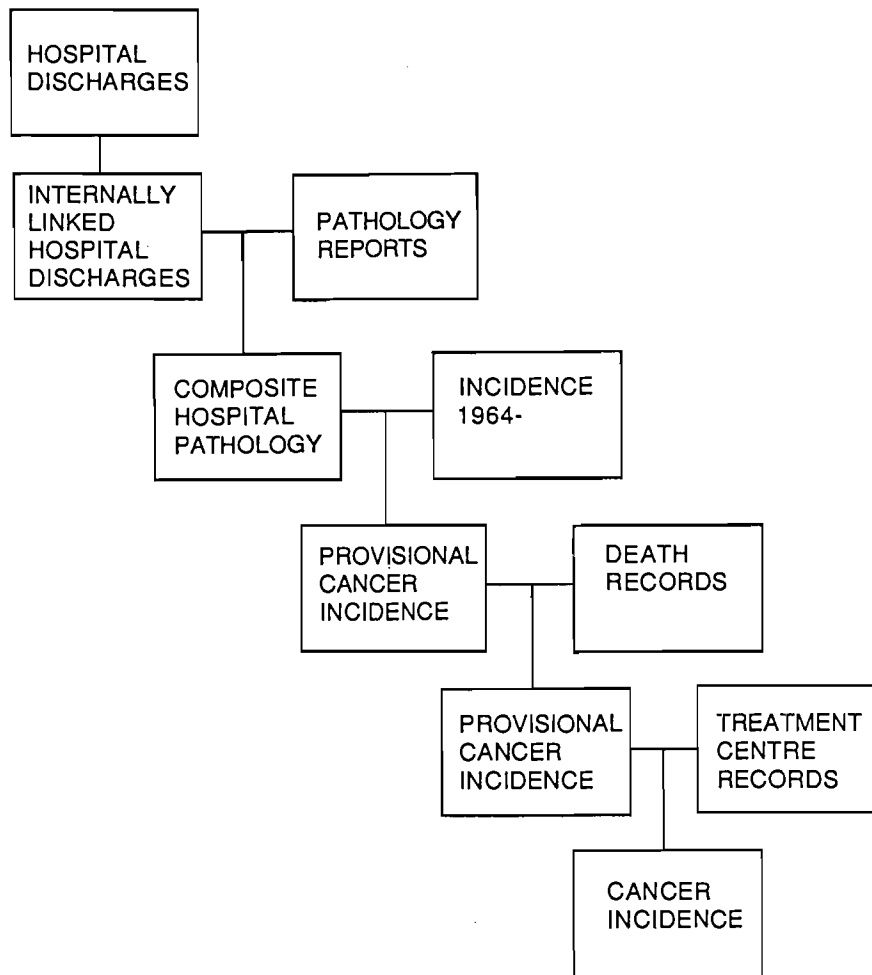 HOSPITAL
DISCHARGES
INTERNALLY
LINKED
HOSPITAL
DISCHARGES
PATHOLOGY
REPORTS
COMPOSITE
HOSPITAL
PATHOLOGY
INCIDENCE
1964-
PROVISIONAL
CANCER
INCIDENCE
DEATH
RECORDS
PROVISIONAL
CANCER
INCIDENCE
TREATMENT
CENTRE
RECORDS
CANCER
INCIDENCE